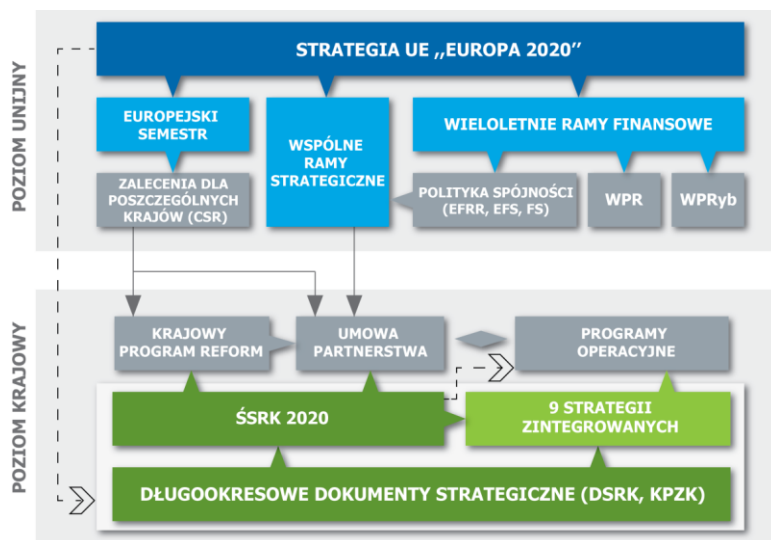 POZIOM UNIJNY
STRATEGIA UE „EUROPA 2020”
EUROPEJSKI
SEMESTR
WSPÓLNE
RAMY
STRATEGICZNE
WIELOLETNIE RAMY FINANSOWE
ZALECENIA DLA
POSZCZEGÓLNYCH
KRAJÓW (CSR)
POLITYKA SPÓJNOŚCI
(EFRR, EFS, FS)
WPR
WPRyb
POZIOM KRAJOWY
KRAJOWY
PROGRAM REFORM
UMOWA
PARTNERSTWA
PROGRAMY
OPERACYJNE
ŚSRK 2020
9 STRATEGII
ZINTEGROWANYCH
DŁUGOOKRESOWE DOKUMENTY STRATEGICZNE (DSRK, KPZK)